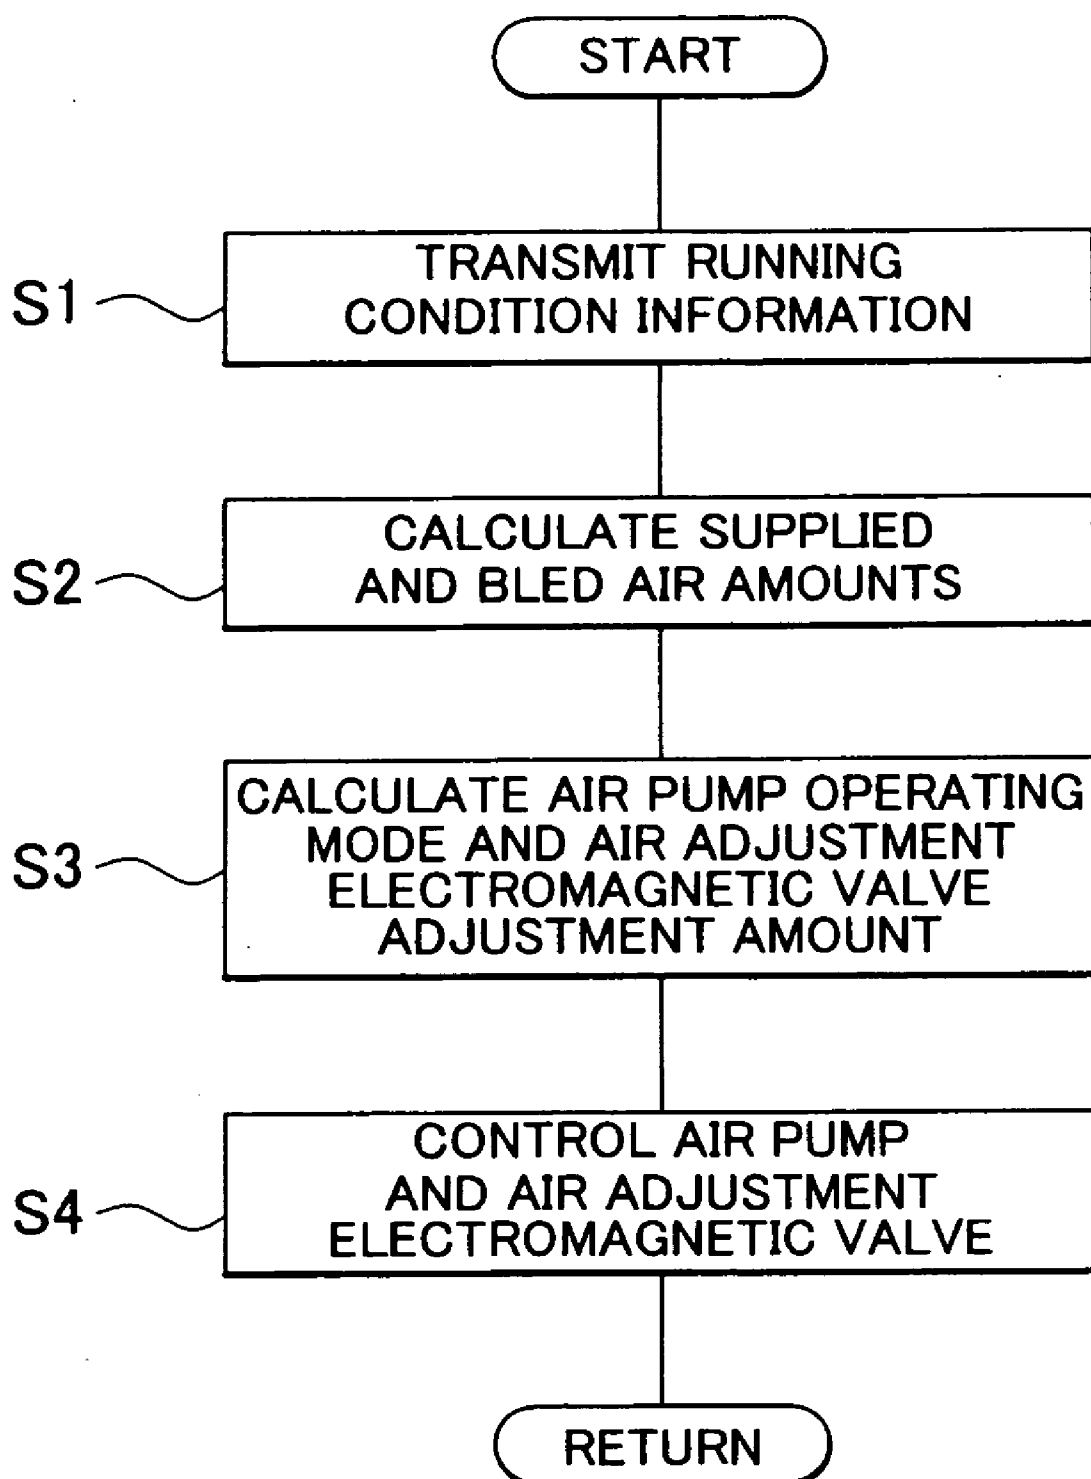 START
S1
TRANSMIT RUNNING
CONDITION INFORMATION
S2
CALCULATE SUPPLIED
AND BLED AIR AMOUNTS
S3
CALCULATE AIR PUMP OPERATING
MODE AND AIR ADJUSTMENT
ELECTROMAGNETIC VALVE
ADJUSTMENT AMOUNT
S4
CONTROL AIR PUMP
AND AIR ADJUSTMENT
ELECTROMAGNETIC VALVE
RETURN